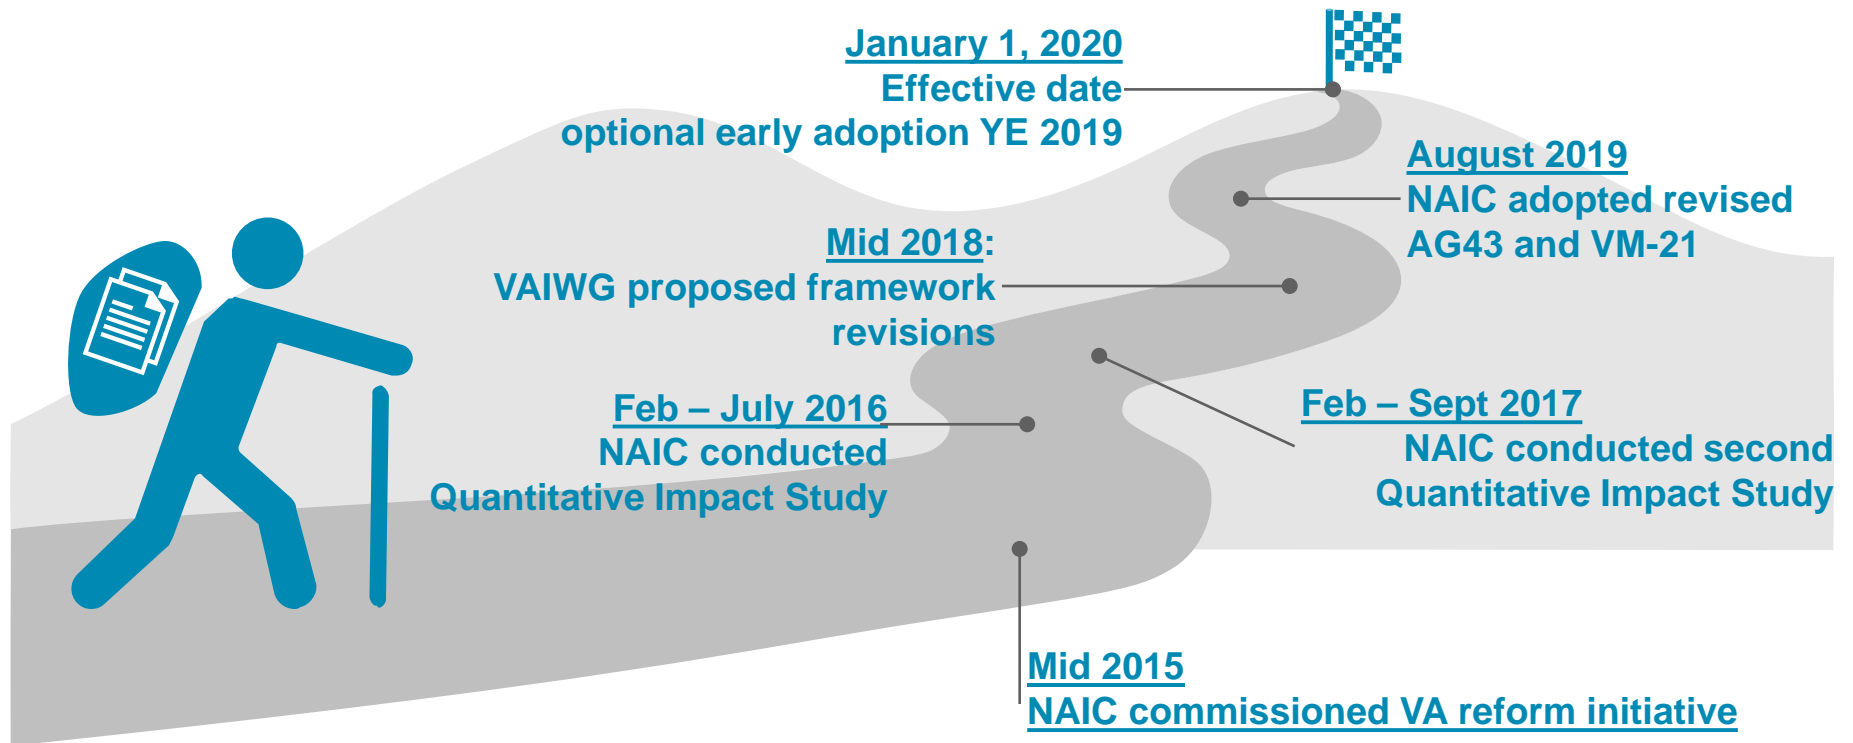 January 1, 2020
Effective date
optional early adoption YE 2019
August 2019
NAIC adopted revised
AG43 and VM-21
Mid 2018:
VAIWG proposed framework
revisions
Feb – July 2016
NAIC conducted
Quantitative Impact Study
Feb – Sept 2017
NAIC conducted second
Quantitative Impact Study
Mid 2015
NAIC commissioned VA reform initiative